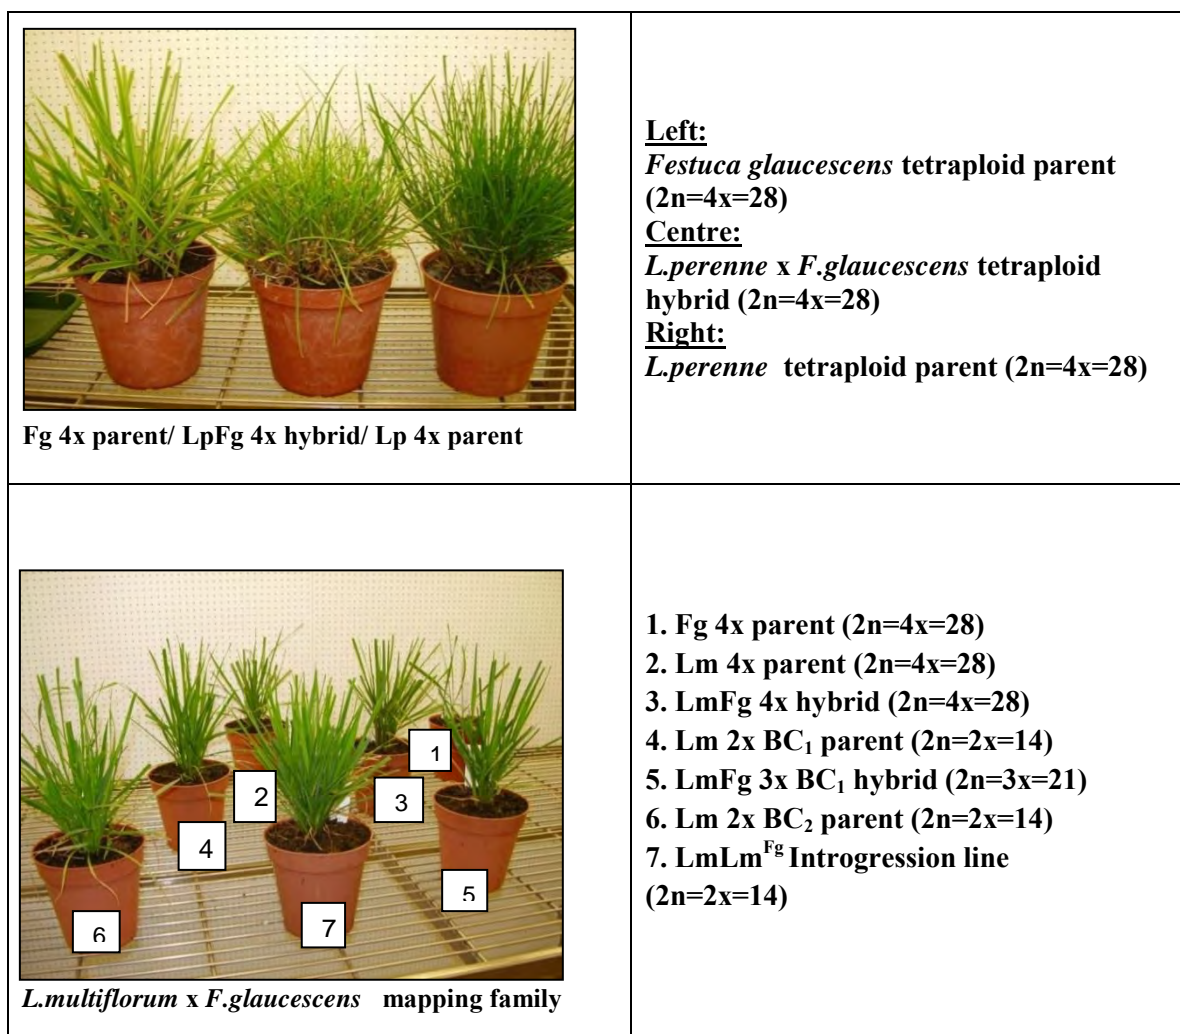 Left:
Festuca glaucescens tetraploid parent
(2n=4x=28)
Centre:
L.perenne x F.glaucescens tetraploid
hybrid (2n=4x=28)
Right:
L.perenne tetraploid parent (2n=4x=28)
Fg 4x parent/ LpFg 4x hybrid/ Lp 4x parent
1
2
3
4
5
6
7
L.multiflorum x F.glaucescens mapping family
1. Fg 4x parent (2n=4x=28)
2. Lm 4x parent (2n=4x=28)
3. LmFg 4x hybrid (2n=4x=28)
4. Lm 2x BC₁ parent (2n=2x=14)
5. LmFg 3x BC₁ hybrid (2n=3x=21)
6. Lm 2x BC₂ parent (2n=2x=14)
7. LmLm^Fg Introgression line
(2n=2x=14)